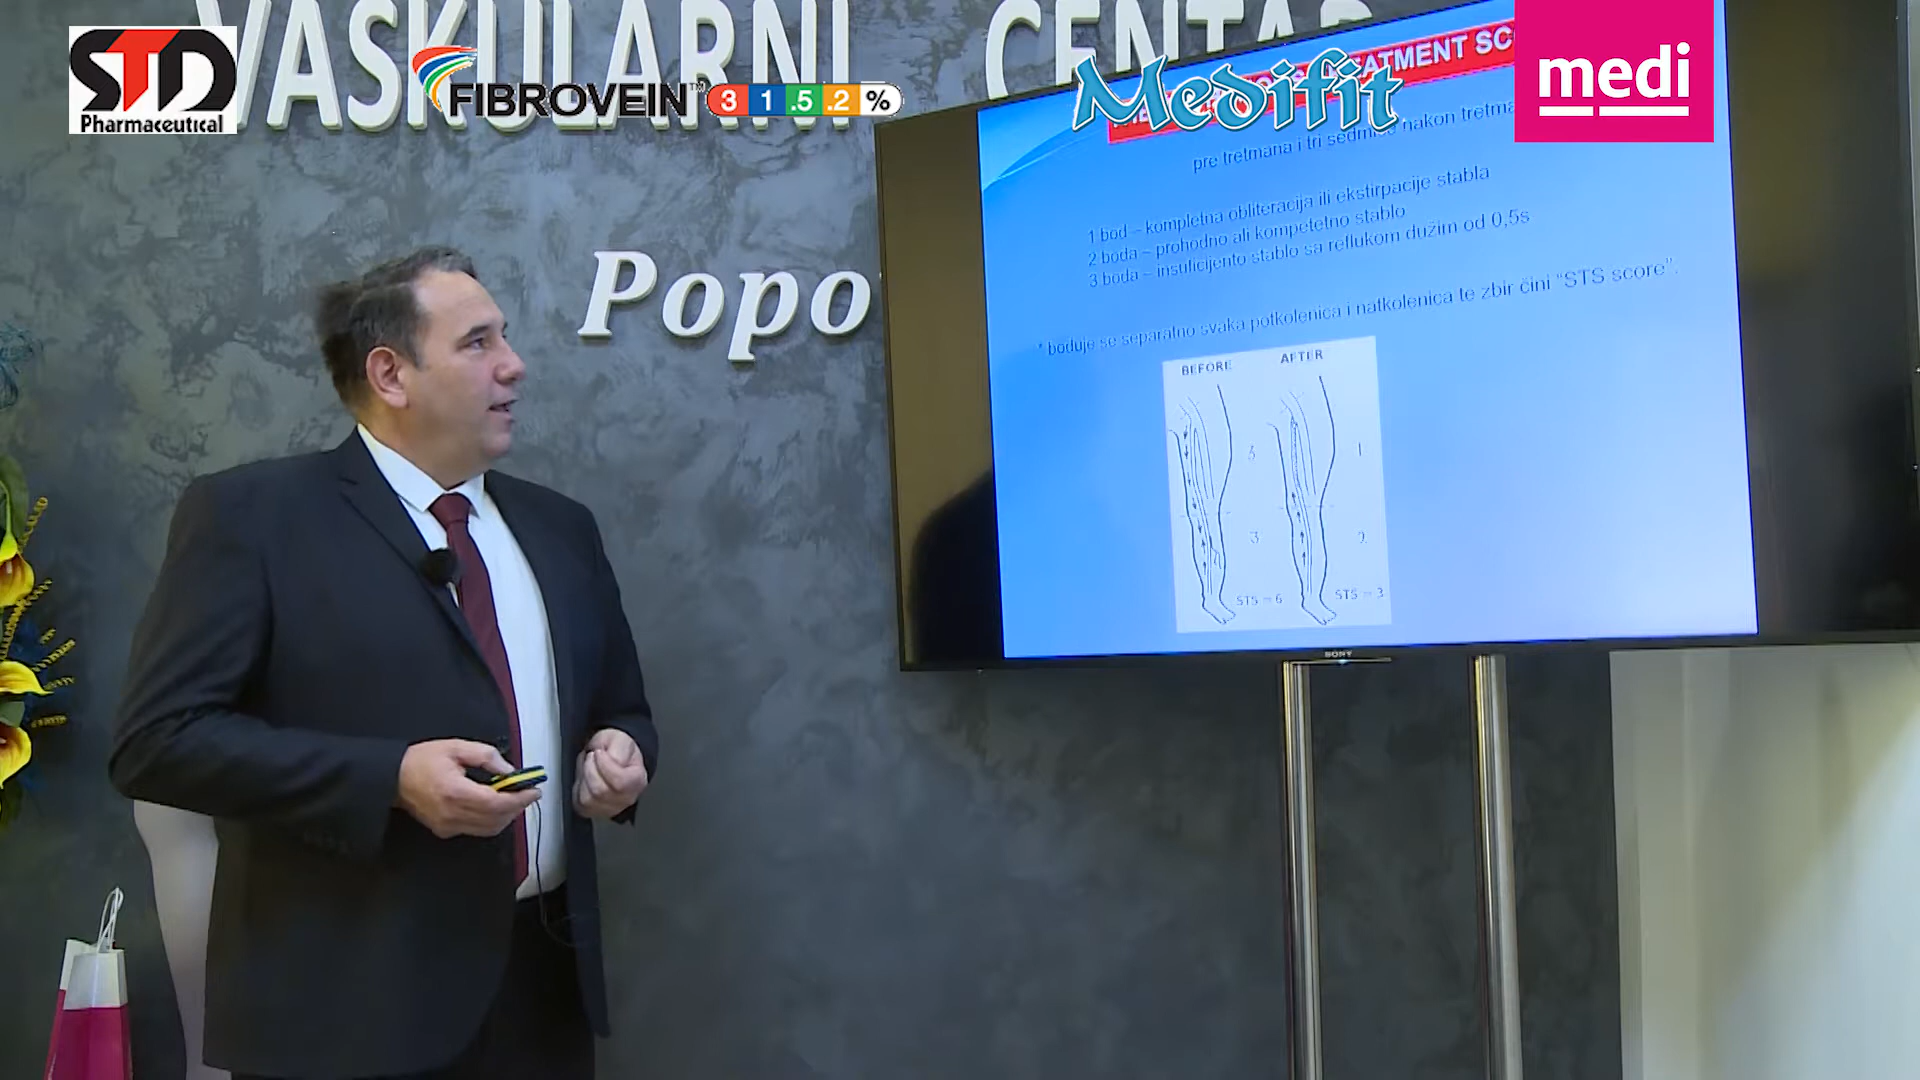 VASKULARNI CENTAR
STD
Pharmaceutical
FIBROVEIN™ 3 1 .5 .2 %
Medifit
medi
Popo
TREATMENT SC
pre tretmana i tri sedmice nakon tretma
1 bod – kompletna obliteracija ili ekstirpacije stabla
2 boda – prohodno ali kompetetno stablo
3 boda – insuficijento stablo sa reflukom dužim od 0,5s
* boduje se separatno svaka potkolenica i natkolenica te zbir čini “STS score”.
BEFORE AFTER
3 1
3 2
STS = 6 STS = 3
SONY